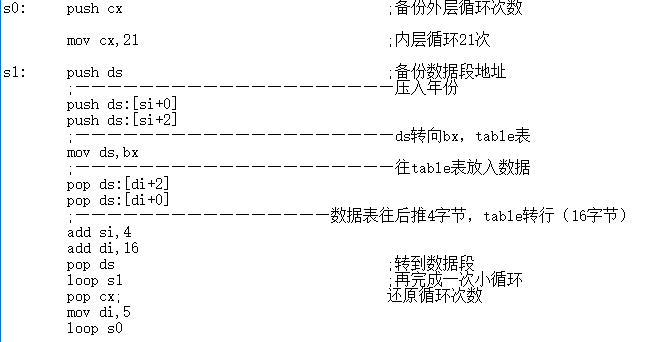 s0: push cx ;备份外层循环次数
mov cx,21 ;内层循环21次
s1: push ds ;备份数据段地址
;————————————————————压入年份
push ds:[si+0]
push ds:[si+2]
;————————————————————ds转向bx，table表
mov ds,bx
;————————————————————往table表放入数据
pop ds:[di+2]
pop ds:[di+0]
;————————————————数据表往后推4字节，table转行（16字节）
add si,4
add di,16
pop ds ;转到数据段
loop s1 ;再完成一次小循环
pop cx; 还原循环次数
mov di,5
loop s0